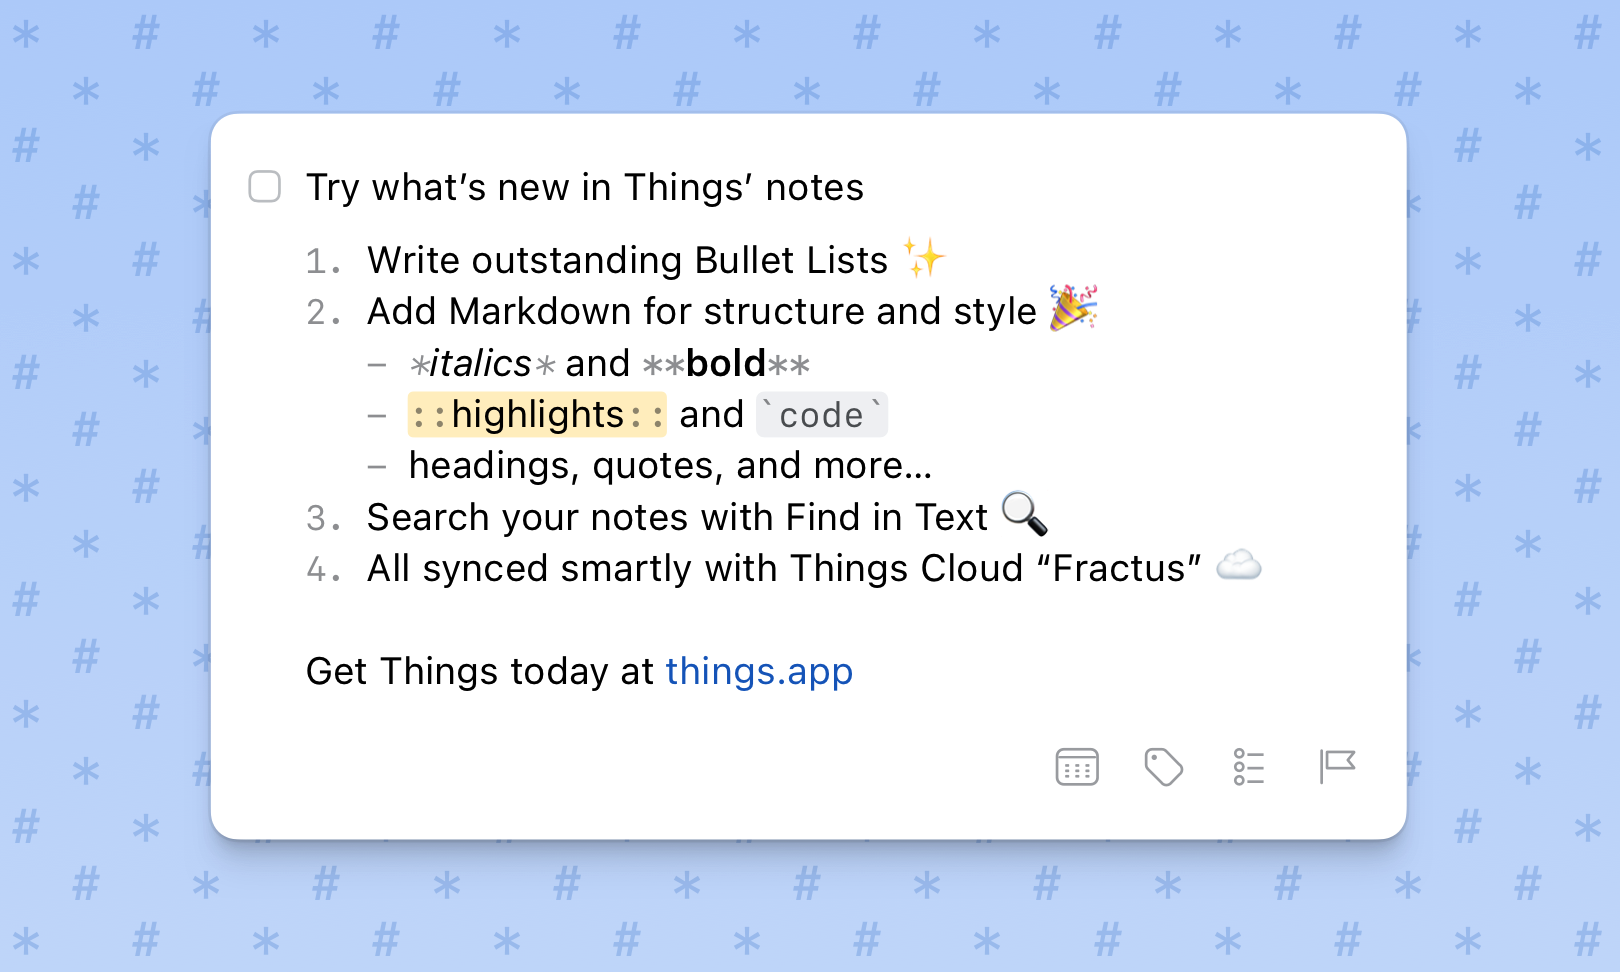 Try what’s new in Things’ notes
1. Write outstanding Bullet Lists ✨
2. Add Markdown for structure and style 🎉
– *italics* and **bold**
– ::highlights:: and `code`
– headings, quotes, and more…
3. Search your notes with Find in Text 🔍
4. All synced smartly with Things Cloud “Fractus” ☁️
Get Things today at things.app